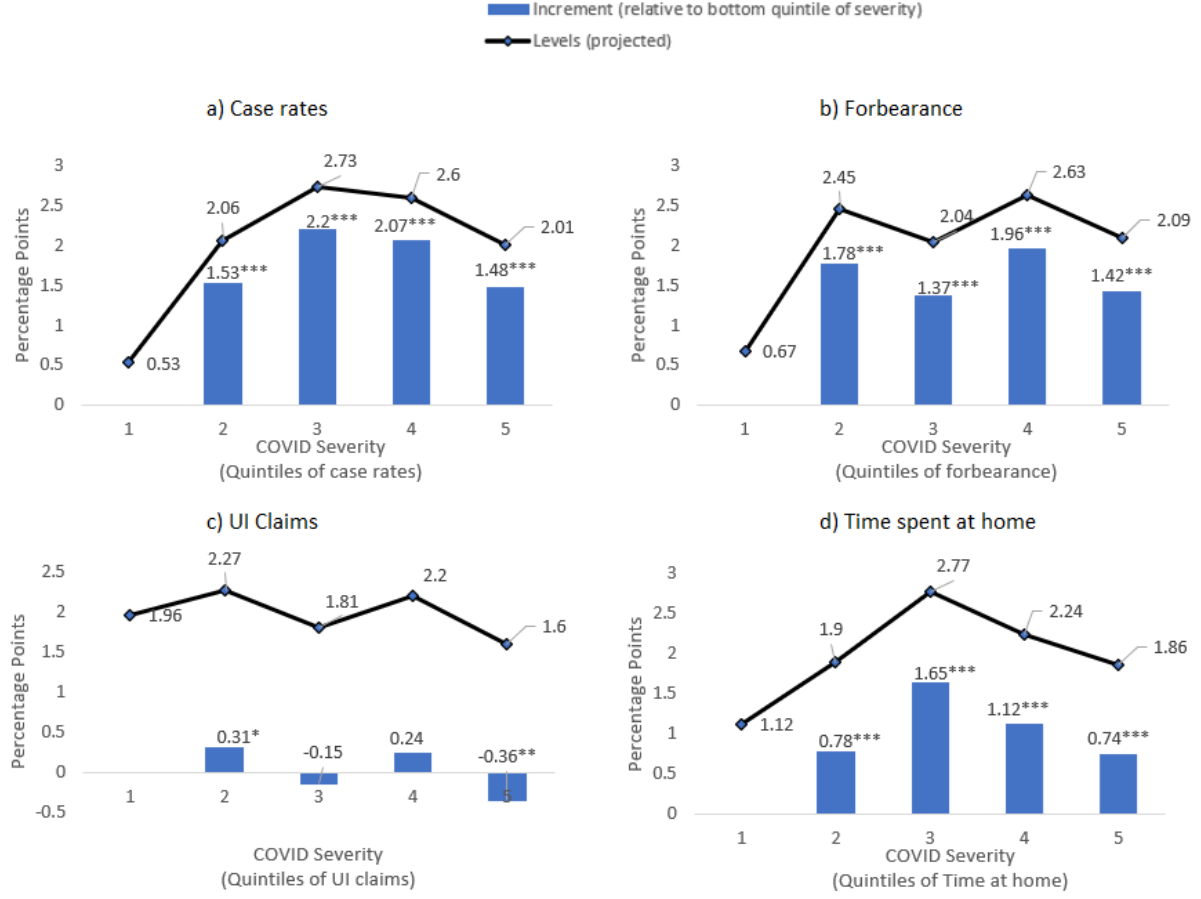 Increment (relative to bottom quintile of severity)
Levels (projected)
a) Case rates
3
2.5
2
1.5
1
0.5
0
Percentage Points
0.53
2.06
2.73
2.6
2.01
1.53***
2.2***
2.07***
1.48***
1 2 3 4 5
COVID Severity
(Quintiles of case rates)
b) Forbearance
3
2.5
2
1.5
1
0.5
0
Percentage Points
0.67
2.45
2.04
2.63
2.09
1.78***
1.37***
1.96***
1.42***
1 2 3 4 5
COVID Severity
(Quintiles of forbearance)
c) UI Claims
2.5
2
1.5
1
0.5
0
-0.5
Percentage Points
1.96
2.27
1.81
2.2
1.6
0.31*
-0.15
0.24
-0.36**
1 2 3 4 5
COVID Severity
(Quintiles of UI claims)
d) Time spent at home
3
2.5
2
1.5
1
0.5
0
Percentage Points
1.12
1.9
2.77
2.24
1.86
0.78***
1.65***
1.12***
0.74***
1 2 3 4 5
COVID Severity
(Quintiles of Time at home)